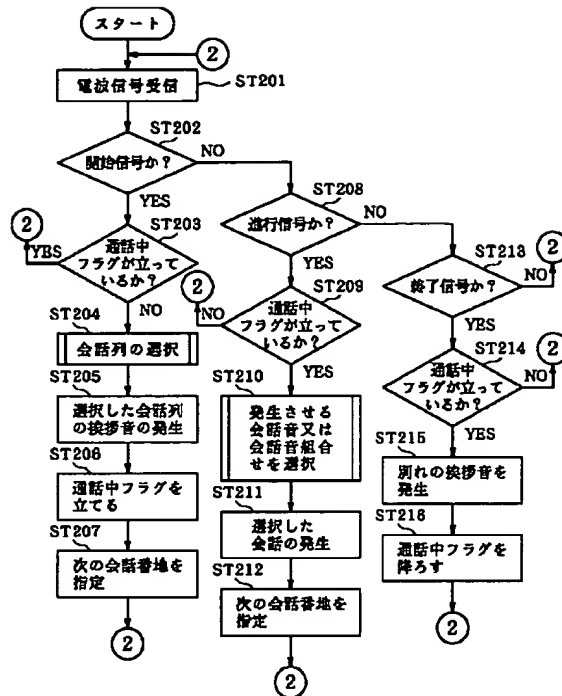 スタート
2
電波信号受信
ST201
ST202
開始信号か?
NO
YES
ST203
2
YES
通話中
フラグが立って
いるか?
NO
ST204
会話列の選択
ST205
選択した会話列
の挨拶音の発生
ST206
通話中フラグを
立てる
ST207
次の会話番地を
指定
2
ST208
進行信号か?
NO
YES
ST209
2
NO
通話中
フラグが立って
いるか?
YES
ST210
発生させる
会話音又は
会話音組合
せを選択
ST211
選択した
会話の発生
ST212
次の会話番地を
指定
2
ST213
2
終了信号か?
NO
YES
ST214
2
通話中
フラグが立って
いるか?
NO
YES
ST215
別れの挨拶音を
発生
ST216
通話中フラグを
降ろす
2